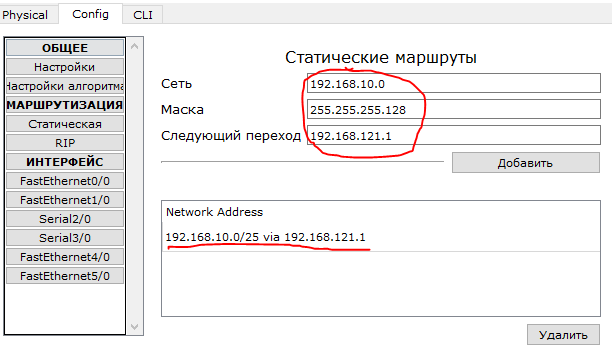 Physical Config CLI
ОБЩЕЕ
Настройки
Настройки алгоритма
МАРШРУТИЗАЦИЯ
Статическая
RIP
ИНТЕРФЕЙС
FastEthernet0/0
FastEthernet1/0
Serial2/0
Serial3/0
FastEthernet4/0
FastEthernet5/0
Статические маршруты
Сеть 192.168.10.0
Маска 255.255.255.128
Следующий переход 192.168.121.1
Добавить
Network Address
192.168.10.0/25 via 192.168.121.1
Удалить